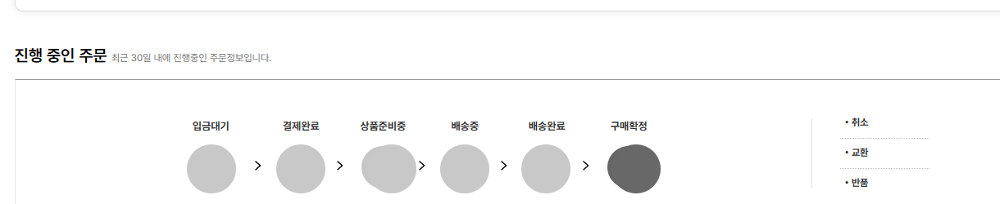 진행 중인 주문 최근 30일 내에 진행중인 주문정보입니다.
입금대기 > 결제완료 > 상품준비중 > 배송중 > 배송완료 > 구매확정
• 취소
• 교환
• 반품